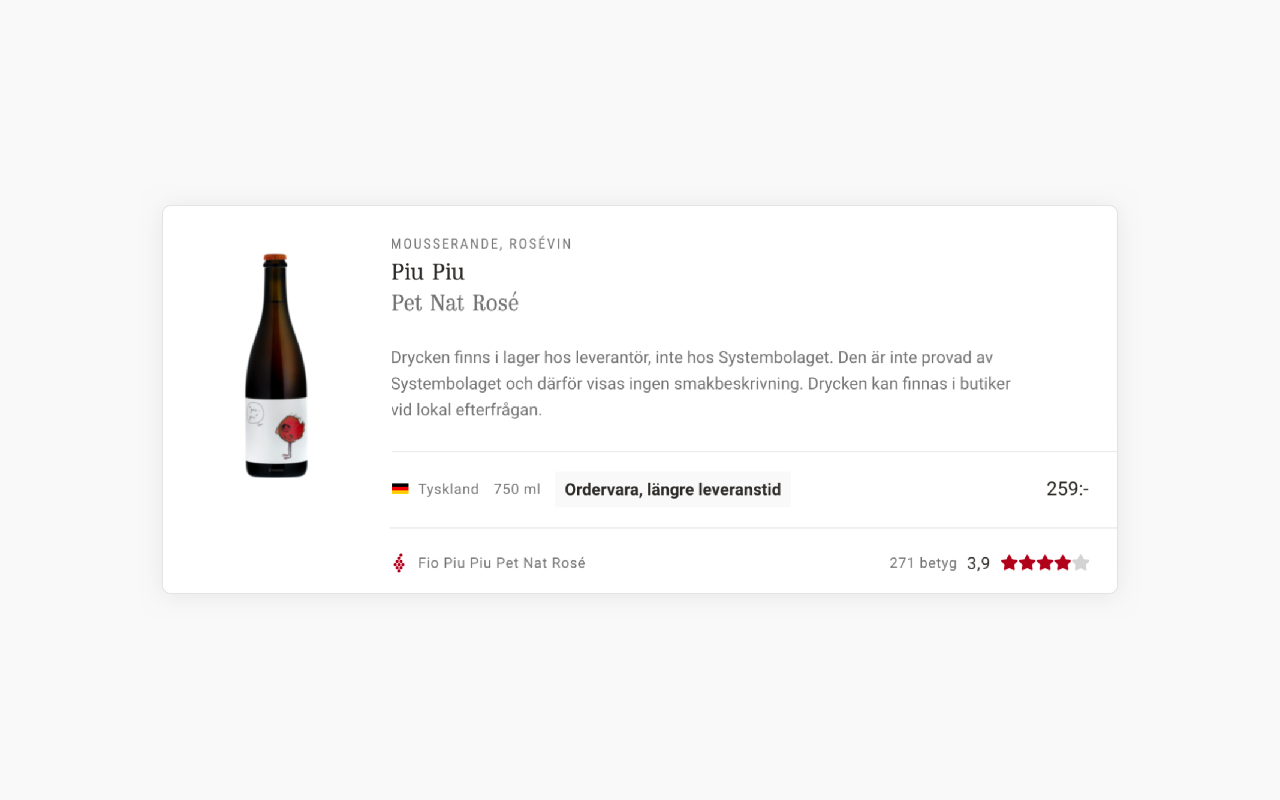 MOUSSERANDE, ROSÉVIN
Piu Piu
Pet Nat Rosé
Drycken finns i lager hos leverantör, inte hos Systembolaget. Den är inte provad av
Systembolaget och därför visas ingen smakbeskrivning. Drycken kan finnas i butiker
vid lokal efterfrågan.
Tyskland 750 ml Ordervara, längre leveranstid 259:-
Fio Piu Piu Pet Nat Rosé 271 betyg 3,9